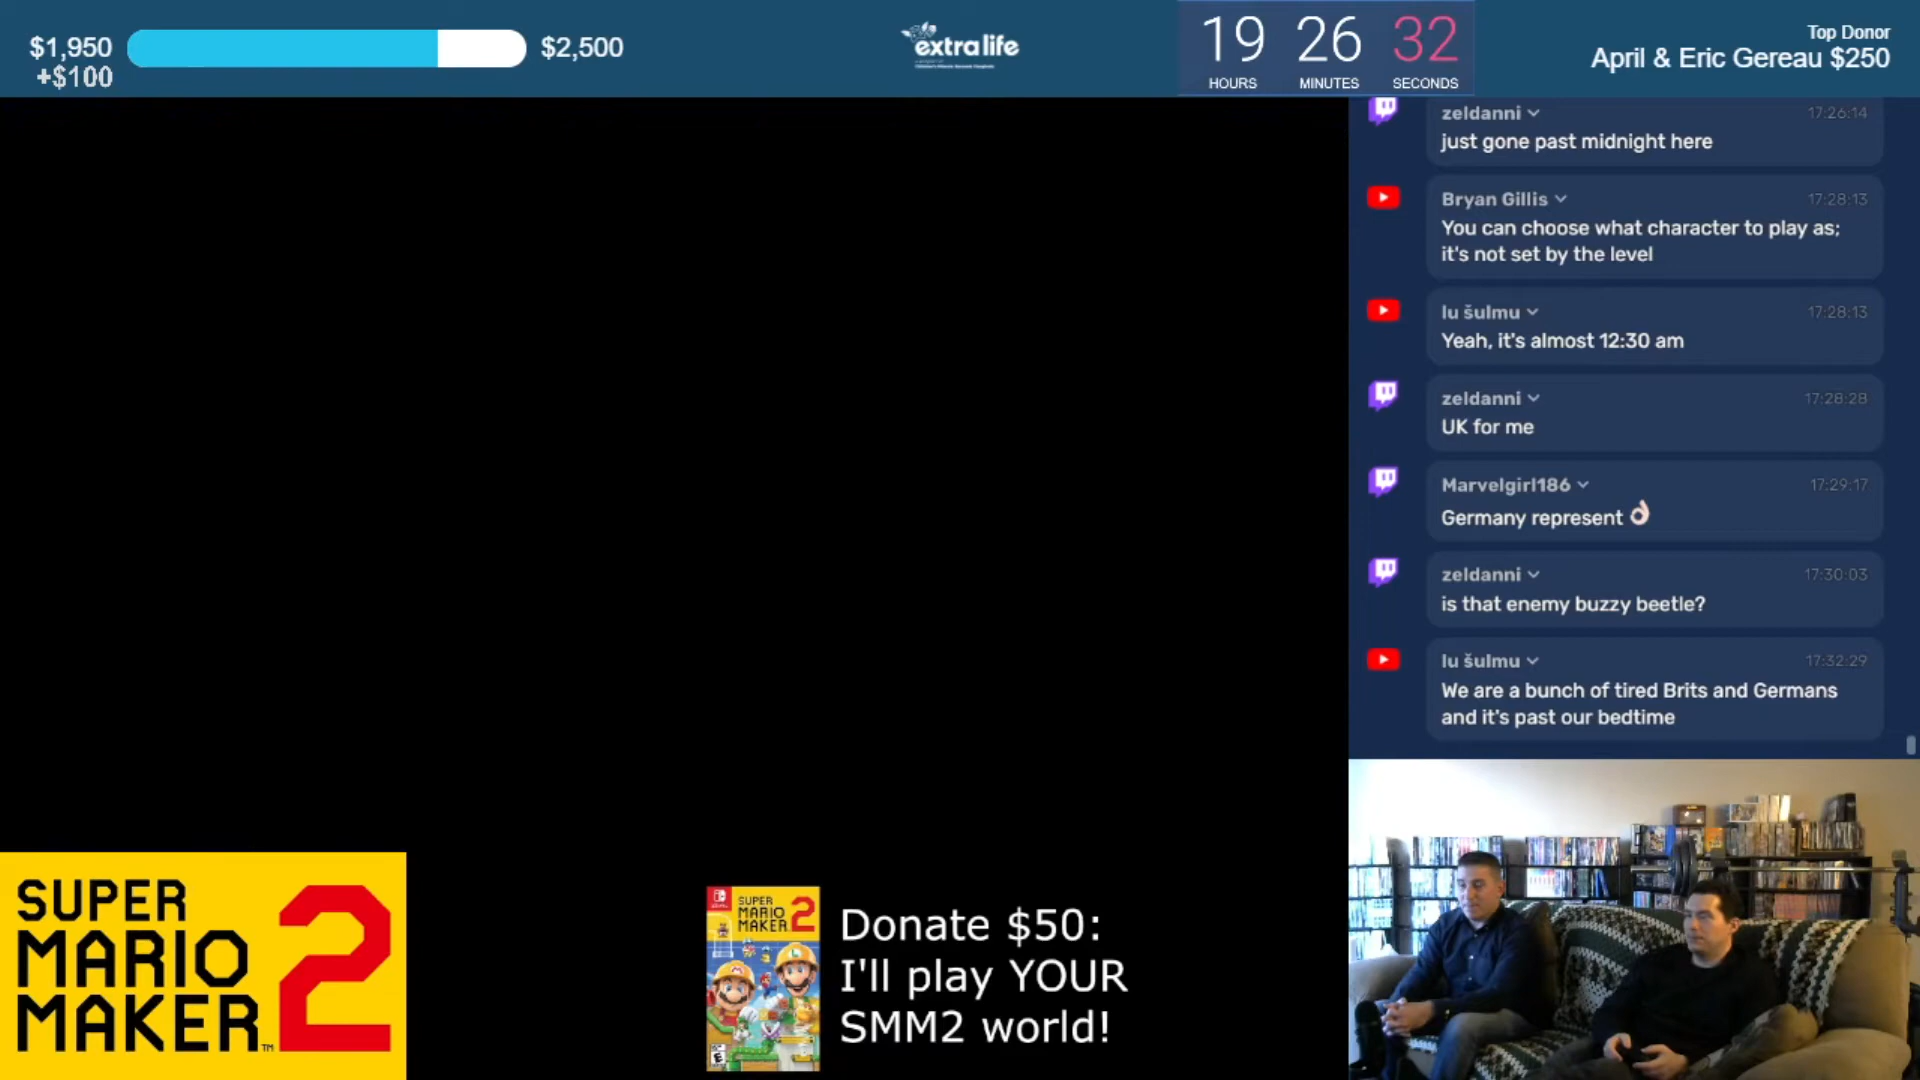 $1,950
+$100
$2,500
extralife
19 26 32
HOURS MINUTES SECONDS
Top Donor
April & Eric Gereau $250
zeldanni 17:26:14
just gone past midnight here
Bryan Gillis 17:28:13
You can choose what character to play as;
it's not set by the level
lu šulmu 17:28:13
Yeah, it's almost 12:30 am
zeldanni 17:28:28
UK for me
Marvelgirl186 17:29:17
Germany represent 👌
zeldanni 17:30:03
is that enemy buzzy beetle?
lu šulmu 17:32:29
We are a bunch of tired Brits and Germans
and it's past our bedtime
SUPER
MARIO
MAKER 2
TM
SUPER
MARIO
MAKER 2
E
Donate $50:
I'll play YOUR
SMM2 world!